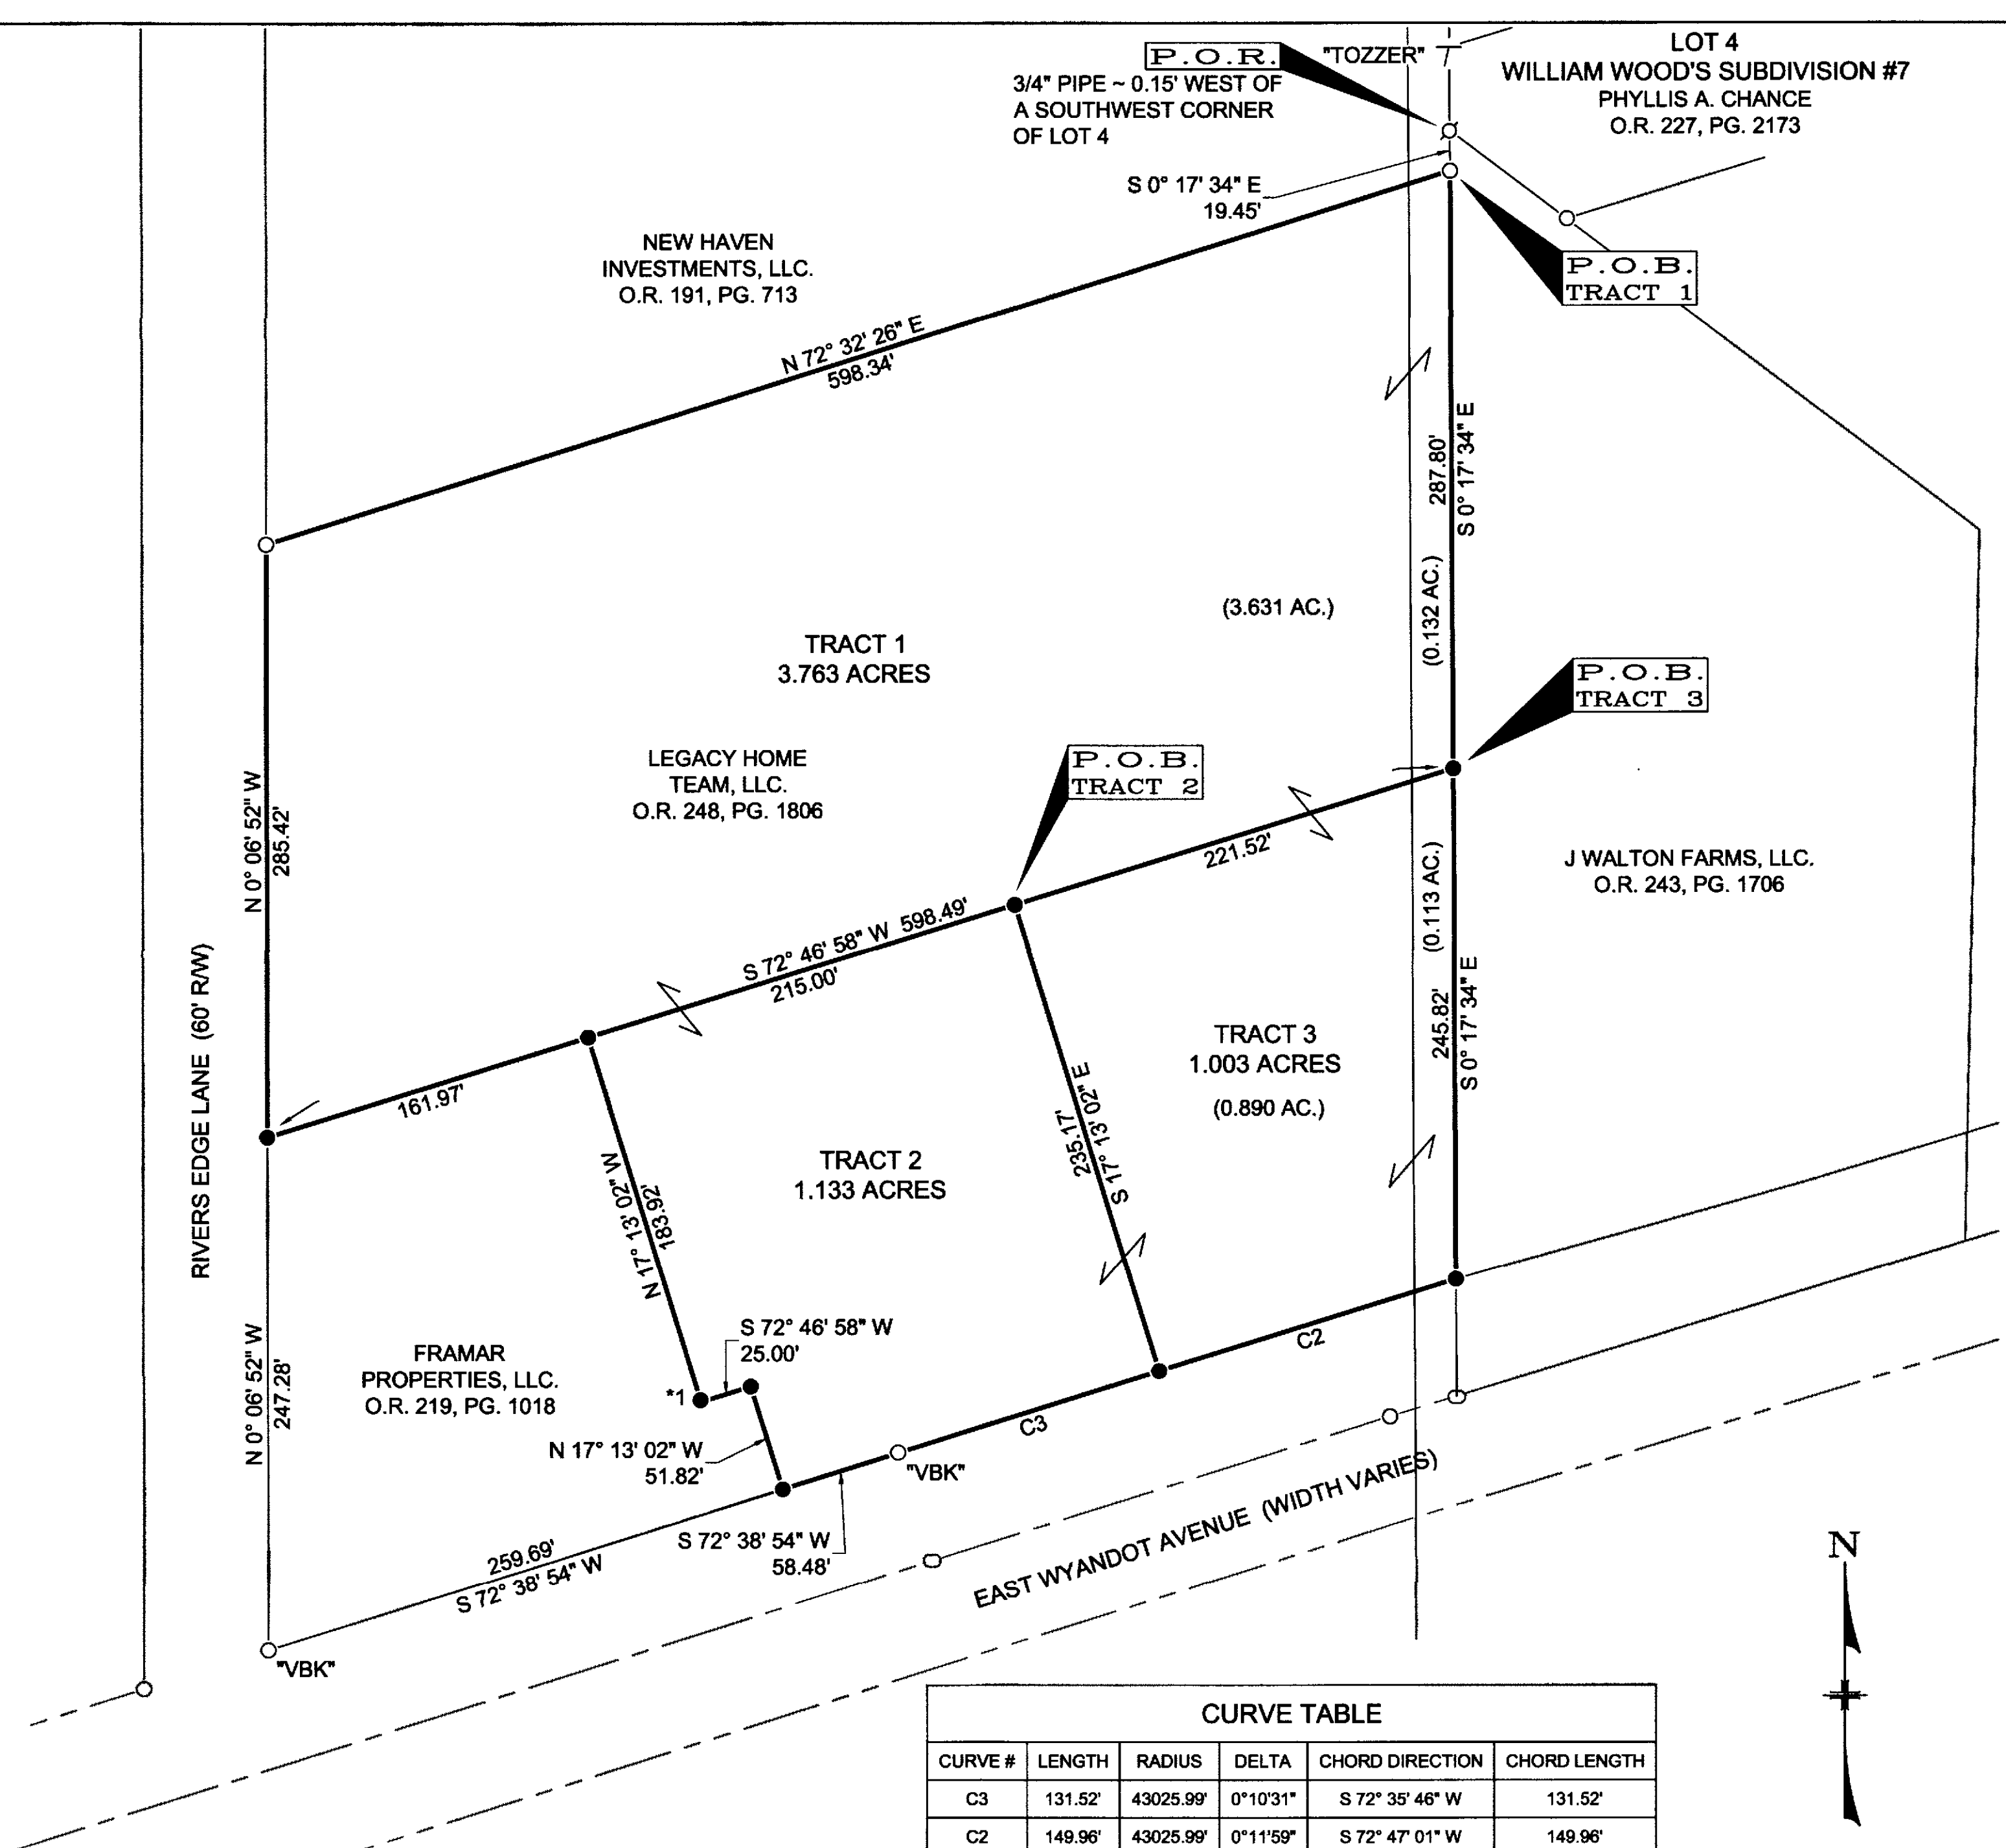 P.O.R.
"TOZZER"
3/4" PIPE ~ 0.15' WEST OF
A SOUTHWEST CORNER
OF LOT 4
LOT 4
WILLIAM WOOD'S SUBDIVISION #7
PHYLLIS A. CHANCE
O.R. 227, PG. 2173
S 0° 17' 34" E
19.45'
P.O.B.
TRACT 1
NEW HAVEN
INVESTMENTS, LLC.
O.R. 191, PG. 713
N 72° 32' 26" E
598.34'
287.80'
S 0° 17' 34" E
(0.132 AC.)
(3.631 AC.)
TRACT 1
3.763 ACRES
P.O.B.
TRACT 3
LEGACY HOME
TEAM, LLC.
O.R. 248, PG. 1806
P.O.B.
TRACT 2
N 0° 06' 52" W
285.42'
221.52'
J WALTON FARMS, LLC.
O.R. 243, PG. 1706
(0.113 AC.)
S 72° 46' 58" W 598.49'
215.00'
161.97'
245.82'
S 0° 17' 34" E
TRACT 3
1.003 ACRES
(0.890 AC.)
RIVERS EDGE LANE (60' R/W)
235.17'
S 17° 13' 02" E
TRACT 2
1.133 ACRES
N 17° 13' 02" W
183.92'
S 72° 46' 58" W
25.00'
C2
FRAMAR
PROPERTIES, LLC.
O.R. 219, PG. 1018
*1
N 0° 06' 52" W
247.28'
C3
N 17° 13' 02" W
51.82'
"VBK"
S 72° 38' 54" W
58.48'
259.69'
S 72° 38' 54" W
EAST WYANDOT AVENUE (WIDTH VARIES)
N
"VBK"
CURVE TABLE
CURVE # LENGTH RADIUS DELTA CHORD DIRECTION CHORD LENGTH
C3 131.52' 43025.99' 0°10'31" S 72° 35' 46" W 131.52'
C2 149.96' 43025.99' 0°11'59" S 72° 47' 01" W 149.96'